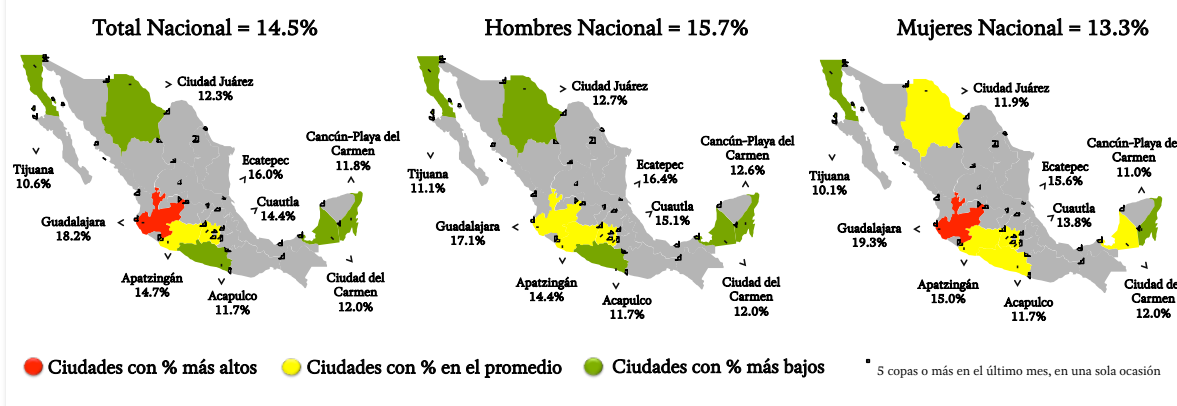 Total Nacional = 14.5%
Ciudad Juárez
12.3%
Cancún-Playa del
Carmen
11.8%
Ecatepec
16.0%
Tijuana
10.6%
Cuautla
14.4%
Guadalajara
18.2%
Apatzingán
14.7%
Acapulco
11.7%
Ciudad del
Carmen
12.0%
Hombres Nacional = 15.7%
Ciudad Juárez
12.7%
Cancún-Playa del
Carmen
12.6%
Ecatepec
16.4%
Tijuana
11.1%
Cuautla
15.1%
Guadalajara
17.1%
Apatzingán
14.4%
Acapulco
11.7%
Ciudad del
Carmen
12.0%
Mujeres Nacional = 13.3%
Ciudad Juárez
11.9%
Cancún-Playa de
Carmen
11.0%
Ecatepec
15.6%
Tijuana
10.1%
Cuautla
13.8%
Guadalajara
19.3%
Apatzingán
15.0%
Acapulco
11.7%
Ciudad de
Carmen
12.0%
Ciudades con % más altos
Ciudades con % en el promedio
Ciudades con % más bajos
5 copas o más en el último mes, en una sola ocasión